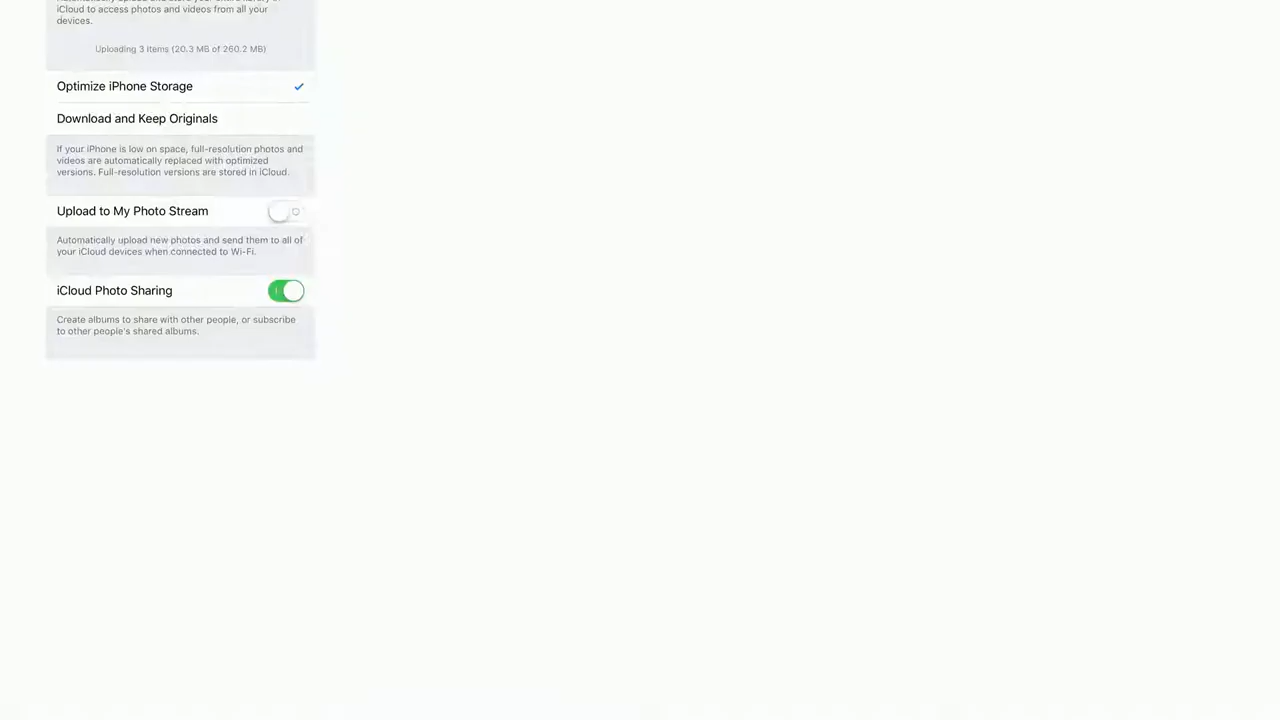 iCloud to access photos and videos from all your
devices.
Uploading 3 items (20.3 MB of 260.2 MB)
Optimize iPhone Storage
Download and Keep Originals
If your iPhone is low on space, full-resolution photos and
videos are automatically replaced with optimized
versions. Full-resolution versions are stored in iCloud.
Upload to My Photo Stream
Automatically upload new photos and send them to all of
your iCloud devices when connected to Wi-Fi.
iCloud Photo Sharing
Create albums to share with other people, or subscribe
to other people's shared albums.